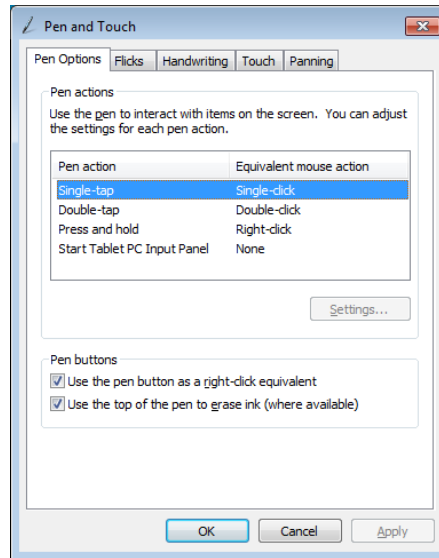 Pen and Touch
Pen Options Flicks Handwriting Touch Panning
Pen actions
Use the pen to interact with items on the screen. You can adjust
the settings for each pen action.
Pen action Equivalent mouse action
Single-tap Single-click
Double-tap Double-click
Press and hold Right-click
Start Tablet PC Input Panel None
Settings...
Pen buttons
Use the pen button as a right-click equivalent
Use the top of the pen to erase ink (where available)
OK Cancel Apply